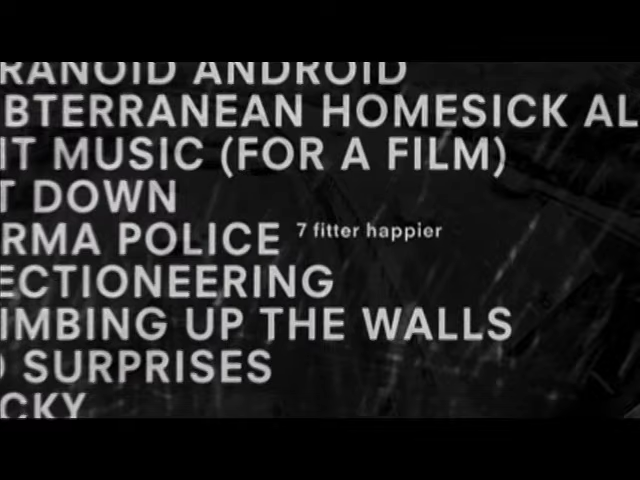 RANOID ANDROID
BTERRANEAN HOMESICK AL
IT MUSIC (FOR A FILM)
T DOWN
RMA POLICE 7 fitter happier
ECTIONEERING
IMBING UP THE WALLS
O SURPRISES
CKY